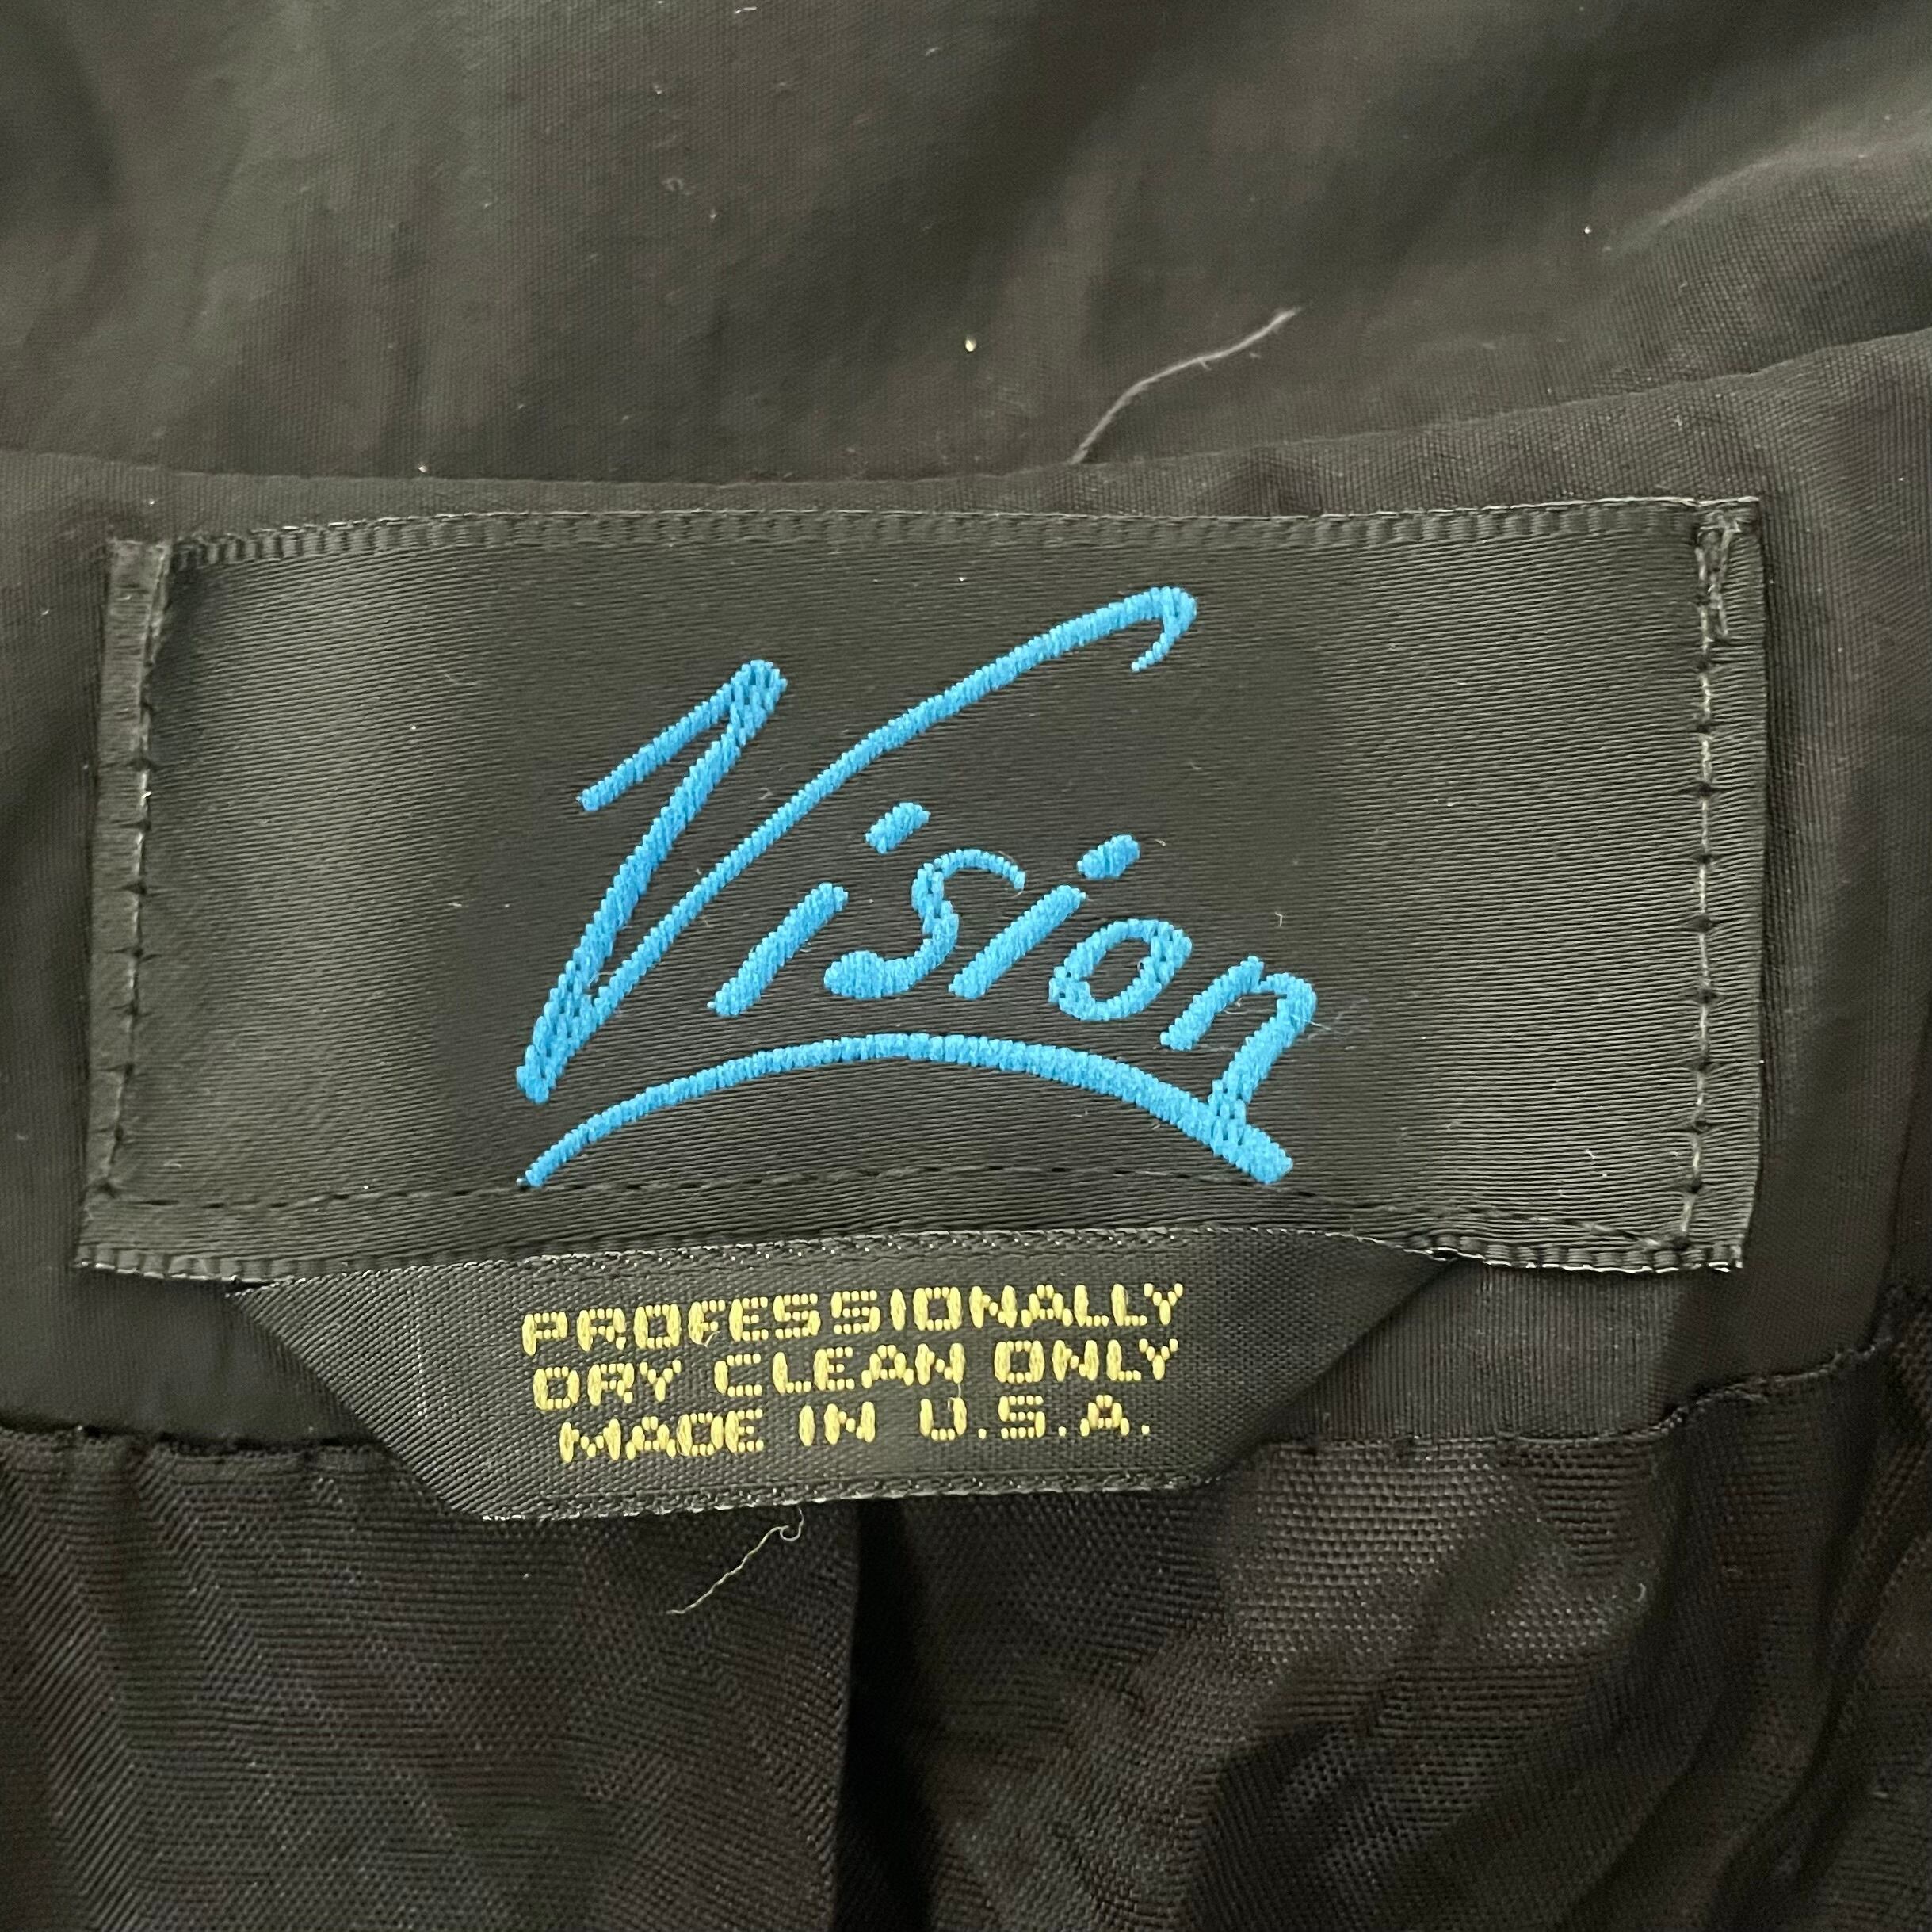 Vision
PROFESSIONALLY
DRY CLEAN ONLY
MADE IN U.S.A.